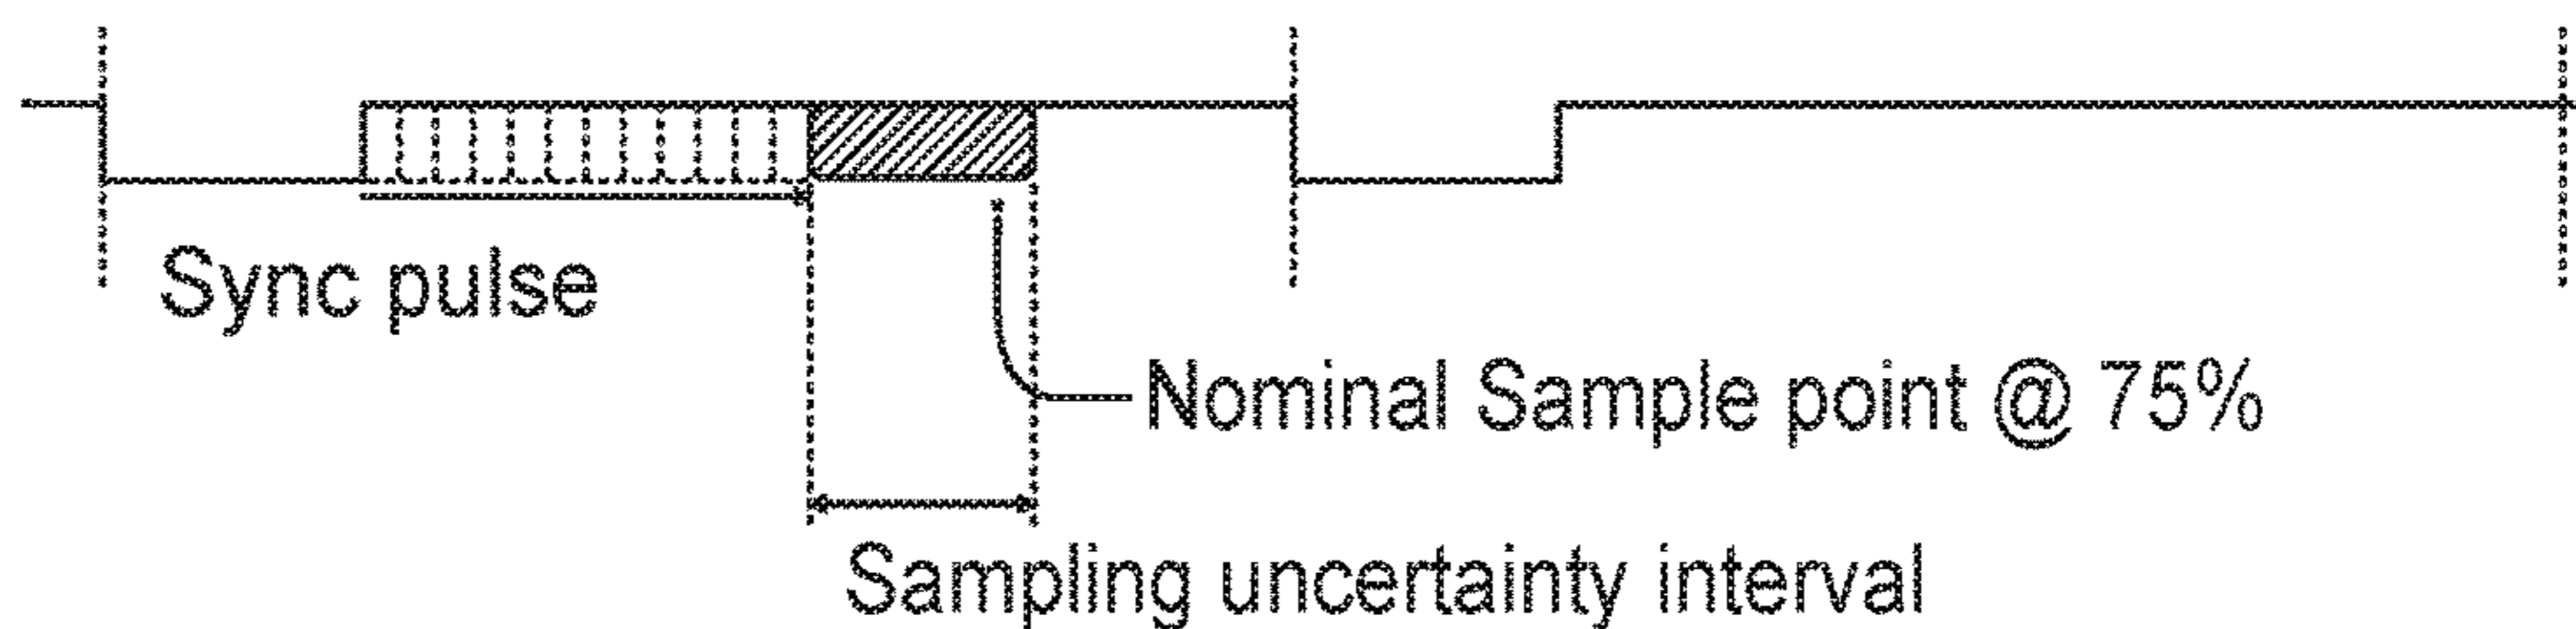 Sync pulse
Nominal Sample point @ 75%
Sampling uncertainty interval